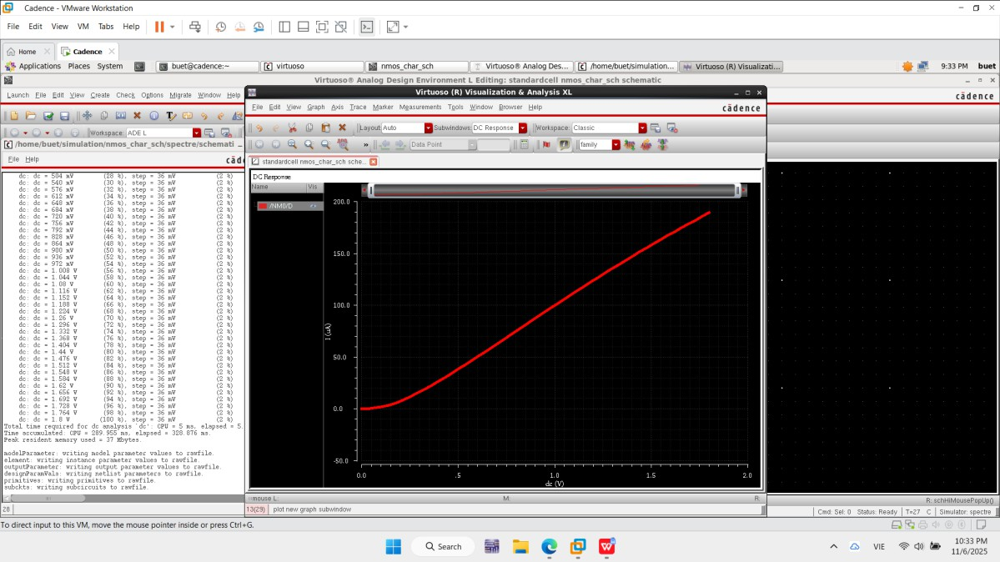 Cadence - VMware Workstation
File Edit View VM Tabs Help
Home Cadence
Applications Places System buet@cadence:~ virtuoso nmos_char_sch Virtuoso® Analog Des... /home/buet/simulation... Virtuoso (R) Visualizati... 9:33 PM buet
Virtuoso® Analog Design Environment L Editing: standardcell nmos_char_sch schematic
Launch File Edit View Create Check Options Migrate Window Help
cādence
Workspace: ADE L
/home/buet/simulation/nmos_char_sch/spectre/schemati
File Help
cād
dc: dc = 504 mV (28 %), step = 36 mV (2 %)
dc: dc = 540 mV (30 %), step = 36 mV (2 %)
dc: dc = 576 mV (32 %), step = 36 mV (2 %)
dc: dc = 612 mV (34 %), step = 36 mV (2 %)
dc: dc = 648 mV (36 %), step = 36 mV (2 %)
dc: dc = 684 mV (38 %), step = 36 mV (2 %)
dc: dc = 720 mV (40 %), step = 36 mV (2 %)
dc: dc = 756 mV (42 %), step = 36 mV (2 %)
dc: dc = 792 mV (44 %), step = 36 mV (2 %)
dc: dc = 828 mV (46 %), step = 36 mV (2 %)
dc: dc = 864 mV (48 %), step = 36 mV (2 %)
dc: dc = 900 mV (50 %), step = 36 mV (2 %)
dc: dc = 936 mV (52 %), step = 36 mV (2 %)
dc: dc = 972 mV (54 %), step = 36 mV (2 %)
dc: dc = 1.008 V (56 %), step = 36 mV (2 %)
dc: dc = 1.044 V (58 %), step = 36 mV (2 %)
dc: dc = 1.08 V (60 %), step = 36 mV (2 %)
dc: dc = 1.116 V (62 %), step = 36 mV (2 %)
dc: dc = 1.152 V (64 %), step = 36 mV (2 %)
dc: dc = 1.188 V (66 %), step = 36 mV (2 %)
dc: dc = 1.224 V (68 %), step = 36 mV (2 %)
dc: dc = 1.26 V (70 %), step = 36 mV (2 %)
dc: dc = 1.296 V (72 %), step = 36 mV (2 %)
dc: dc = 1.332 V (74 %), step = 36 mV (2 %)
dc: dc = 1.368 V (76 %), step = 36 mV (2 %)
dc: dc = 1.404 V (78 %), step = 36 mV (2 %)
dc: dc = 1.44 V (80 %), step = 36 mV (2 %)
dc: dc = 1.476 V (82 %), step = 36 mV (2 %)
dc: dc = 1.512 V (84 %), step = 36 mV (2 %)
dc: dc = 1.548 V (86 %), step = 36 mV (2 %)
dc: dc = 1.584 V (88 %), step = 36 mV (2 %)
dc: dc = 1.62 V (90 %), step = 36 mV (2 %)
dc: dc = 1.656 V (92 %), step = 36 mV (2 %)
dc: dc = 1.692 V (94 %), step = 36 mV (2 %)
dc: dc = 1.728 V (96 %), step = 36 mV (2 %)
dc: dc = 1.764 V (98 %), step = 36 mV (2 %)
dc: dc = 1.8 V (100 %), step = 36 mV (2 %)
Total time required for dc analysis `dc': CPU = 5 ms, elapsed = 5.
Time accumulated: CPU = 289.955 ms, elapsed = 328.876 ms.
Peak resident memory used = 37 Mbytes.
modelParameter: writing model parameter values to rawfile.
element: writing instance parameter values to rawfile.
outputParameter: writing output parameter values to rawfile.
designParamVals: writing netlist parameters to rawfile.
primitives: writing primitives to rawfile.
subckts: writing subcircuits to rawfile.
28
Virtuoso (R) Visualization & Analysis XL
File Edit View Graph Axis Trace Marker Measurements Tools Window Browser Help
cādence
Layout: Auto Subwindows: DC Response Workspace: Classic
» Data Point family
standardcell nmos_char_sch sche...
DC Response
Name Vis
/NM0/D
200.0
150.0
100.0
50.0
0.0
-50.0
I (uA)
0.0 .5 1.0 1.5 2.0
dc (V)
mouse L: M: R:
13(29) plot new graph subwindow
R: schHiMousePopUp()
Cmd: Sel: 0 Status: Ready T=27 C Simulator: spectre
To direct input to this VM, move the mouse pointer inside or press Ctrl+G.
Search
VIE
10:33 PM
11/6/2025